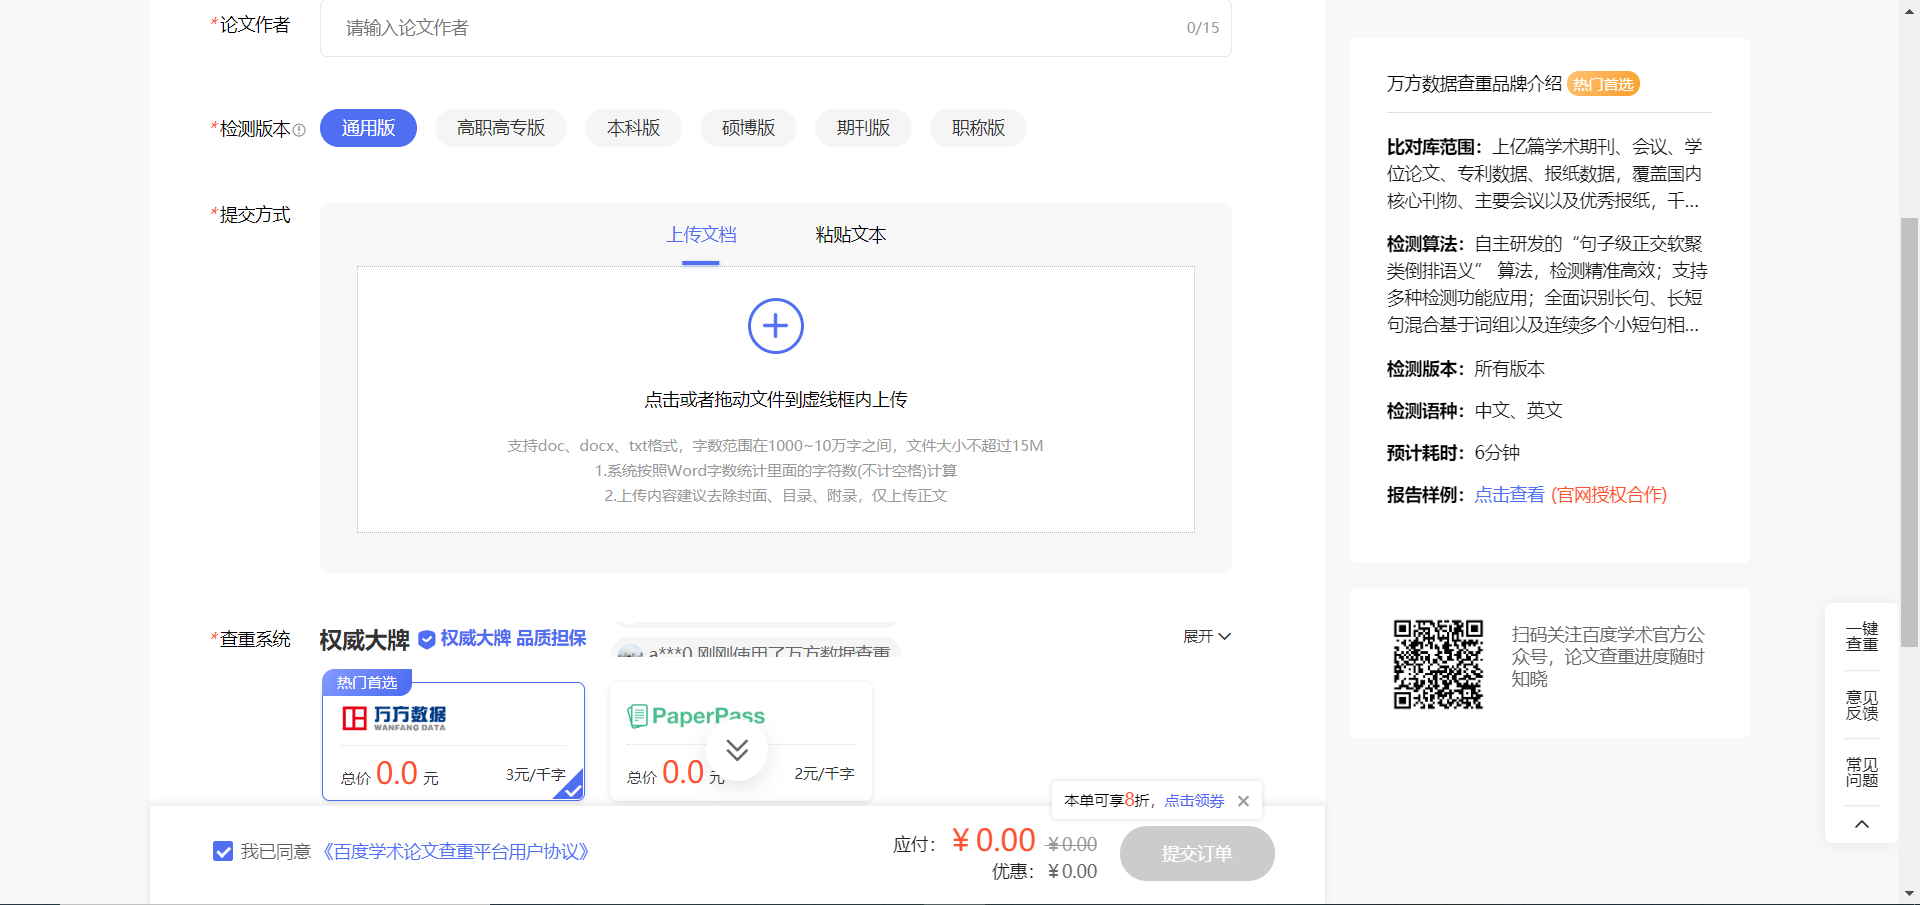 *论文作者
请输入论文作者
0/15
*检测版本
通用版
高职高专版
本科版
硕博版
期刊版
职称版
*提交方式
上传文档
粘贴文本
点击或者拖动文件到虚线框内上传
支持doc、docx、txt格式，字数范围在1000~10万字之间，文件大小不超过15M
1.系统按照Word字数统计里面的字符数(不计空格)计算
2.上传内容建议去除封面、目录、附录，仅上传正文
*查重系统
权威大牌
权威大牌 品质担保
a***0 刚刚使用了万方数据查重
展开
热门首选
万方数据
WANFANG DATA
总价 0.0 元
3元/千字
PaperPass
总价 0.0 元
2元/千字
本单可享8折，点击领券
我已同意《百度学术论文查重平台用户协议》
应付：¥0.00 ¥0.00
优惠：¥0.00
提交订单
万方数据查重品牌介绍
热门首选
比对库范围：上亿篇学术期刊、会议、学
位论文、专利数据、报纸数据，覆盖国内
核心刊物、主要会议以及优秀报纸，千...
检测算法：自主研发的“句子级正交软聚
类倒排语义” 算法，检测精准高效；支持
多种检测功能应用；全面识别长句、长短
句混合基于词组以及连续多个小短句相...
检测版本：所有版本
检测语种：中文、英文
预计耗时：6分钟
报告样例：点击查看 (官网授权合作)
扫码关注百度学术官方公
众号，论文查重进度随时
知晓
一键
查重
意见
反馈
常见
问题